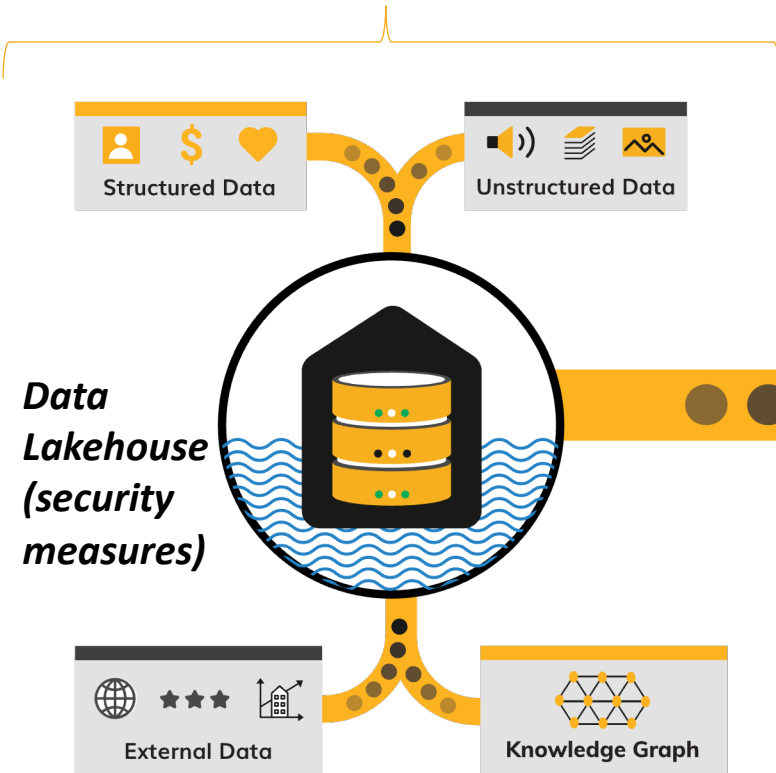 Structured Data
Unstructured Data
Data
Lakehouse
(security
measures)
External Data
Knowledge Graph